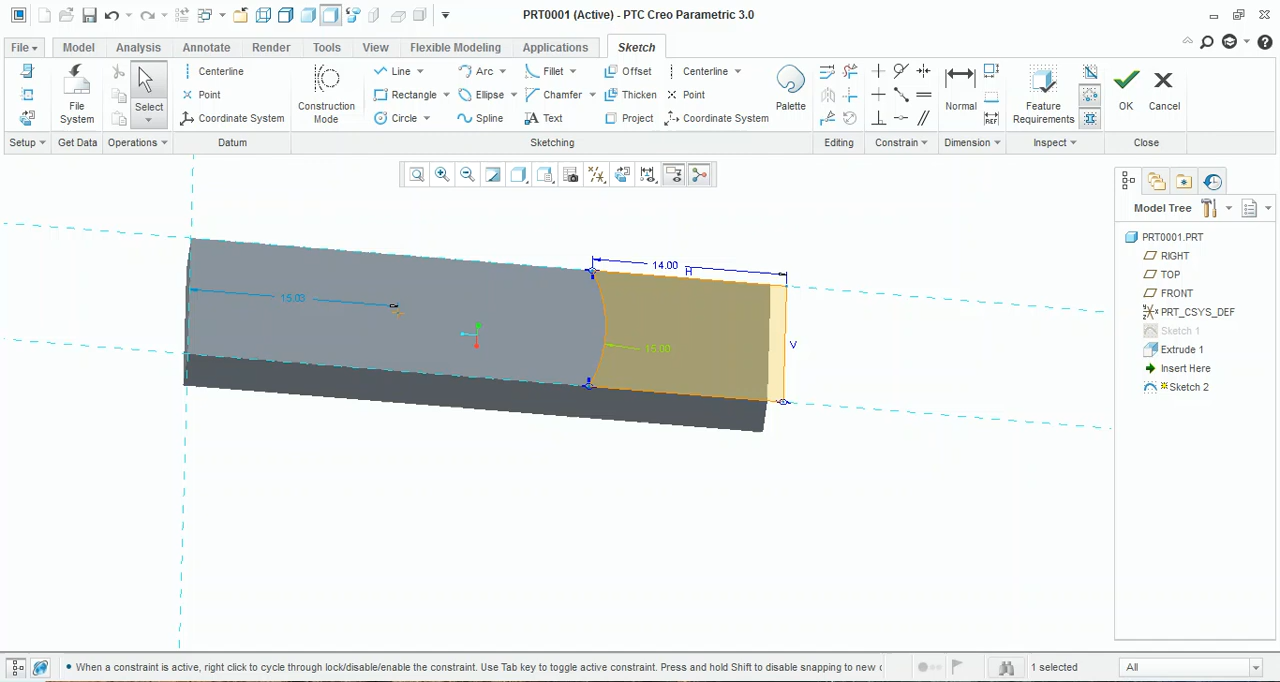 PRT0001 (Active) - PTC Creo Parametric 3.0
File Model Analysis Annotate Render Tools View Flexible Modeling Applications Sketch
File System
Select
Centerline
Point
Coordinate System
Construction Mode
Line Arc Fillet Offset Centerline
Rectangle Ellipse Chamfer Thicken Point
Circle Spline Text Project Coordinate System
Palette
Normal
Feature Requirements
OK Cancel
Setup Get Data Operations Datum Sketching Editing Constrain Dimension Inspect Close
Model Tree
PRT0001.PRT
RIGHT
TOP
FRONT
PRT_CSYS_DEF
Sketch 1
Extrude 1
Insert Here
Sketch 2
14.00
H
15.03
V
15.00
• When a constraint is active, right click to cycle through lock/disable/enable the constraint. Use Tab key to toggle active constraint. Press and hold Shift to disable snapping to new c
1 selected
All